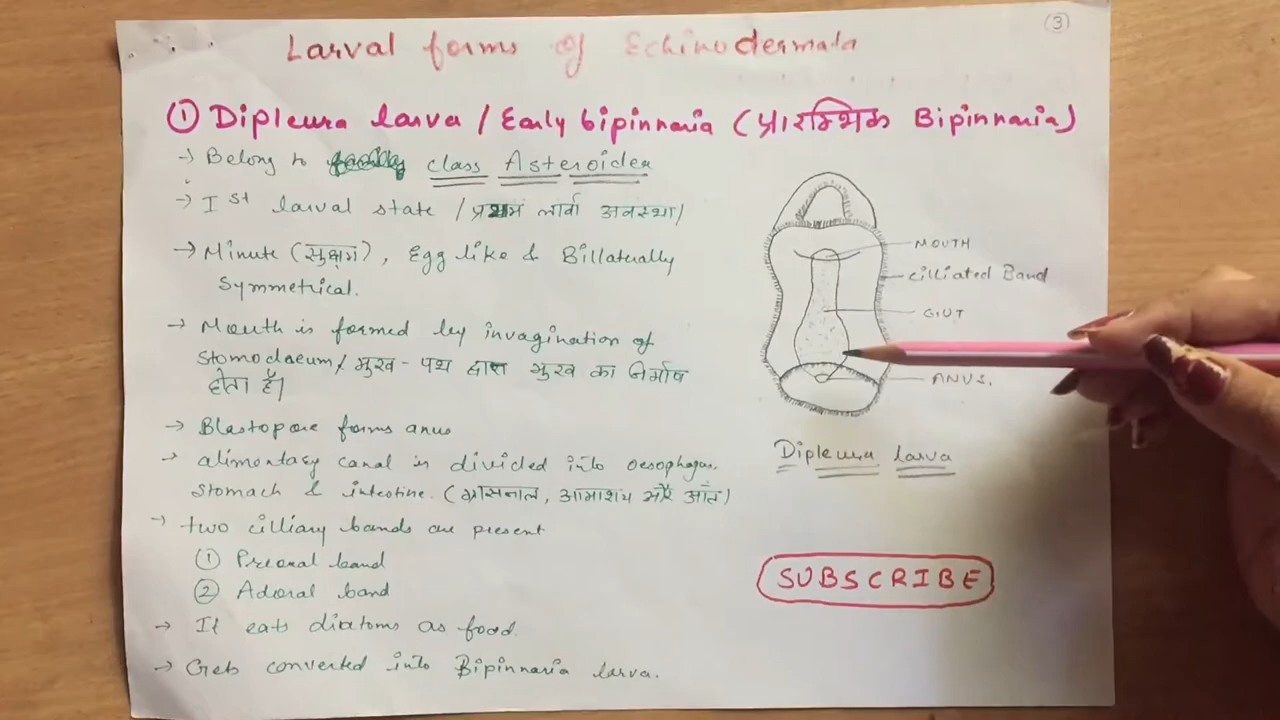 3
Larval forms of Echinodermata
① Dipleura larva / Early bipinnaria (प्रारम्भिक Bipinnaria)
→ Belong to class Asteroidea
→ Ist larval state / प्रथम लार्वा अवस्था/
→ Minute (सुक्ष्म), Egg like & Billaterally
Symmetrical.
→ Mouth is formed by invagination of
Stomodaeum/ मुख-पथ द्वारा मुख का निर्माण
होता है।
→ Blastopore forms anus
→ alimentary canal is divided into oesophagus,
Stomach & intestine. (ग्रासनाल, आमाशय और आँत)
→ two cilliary bands are present
① Preoral band
② Adoral band
→ It eats diatoms as food.
→ Gets converted into Bipinnaria larva.
MOUTH
cilliated Band
GUT
ANUS.
Dipleura larva
SUBSCRIBE